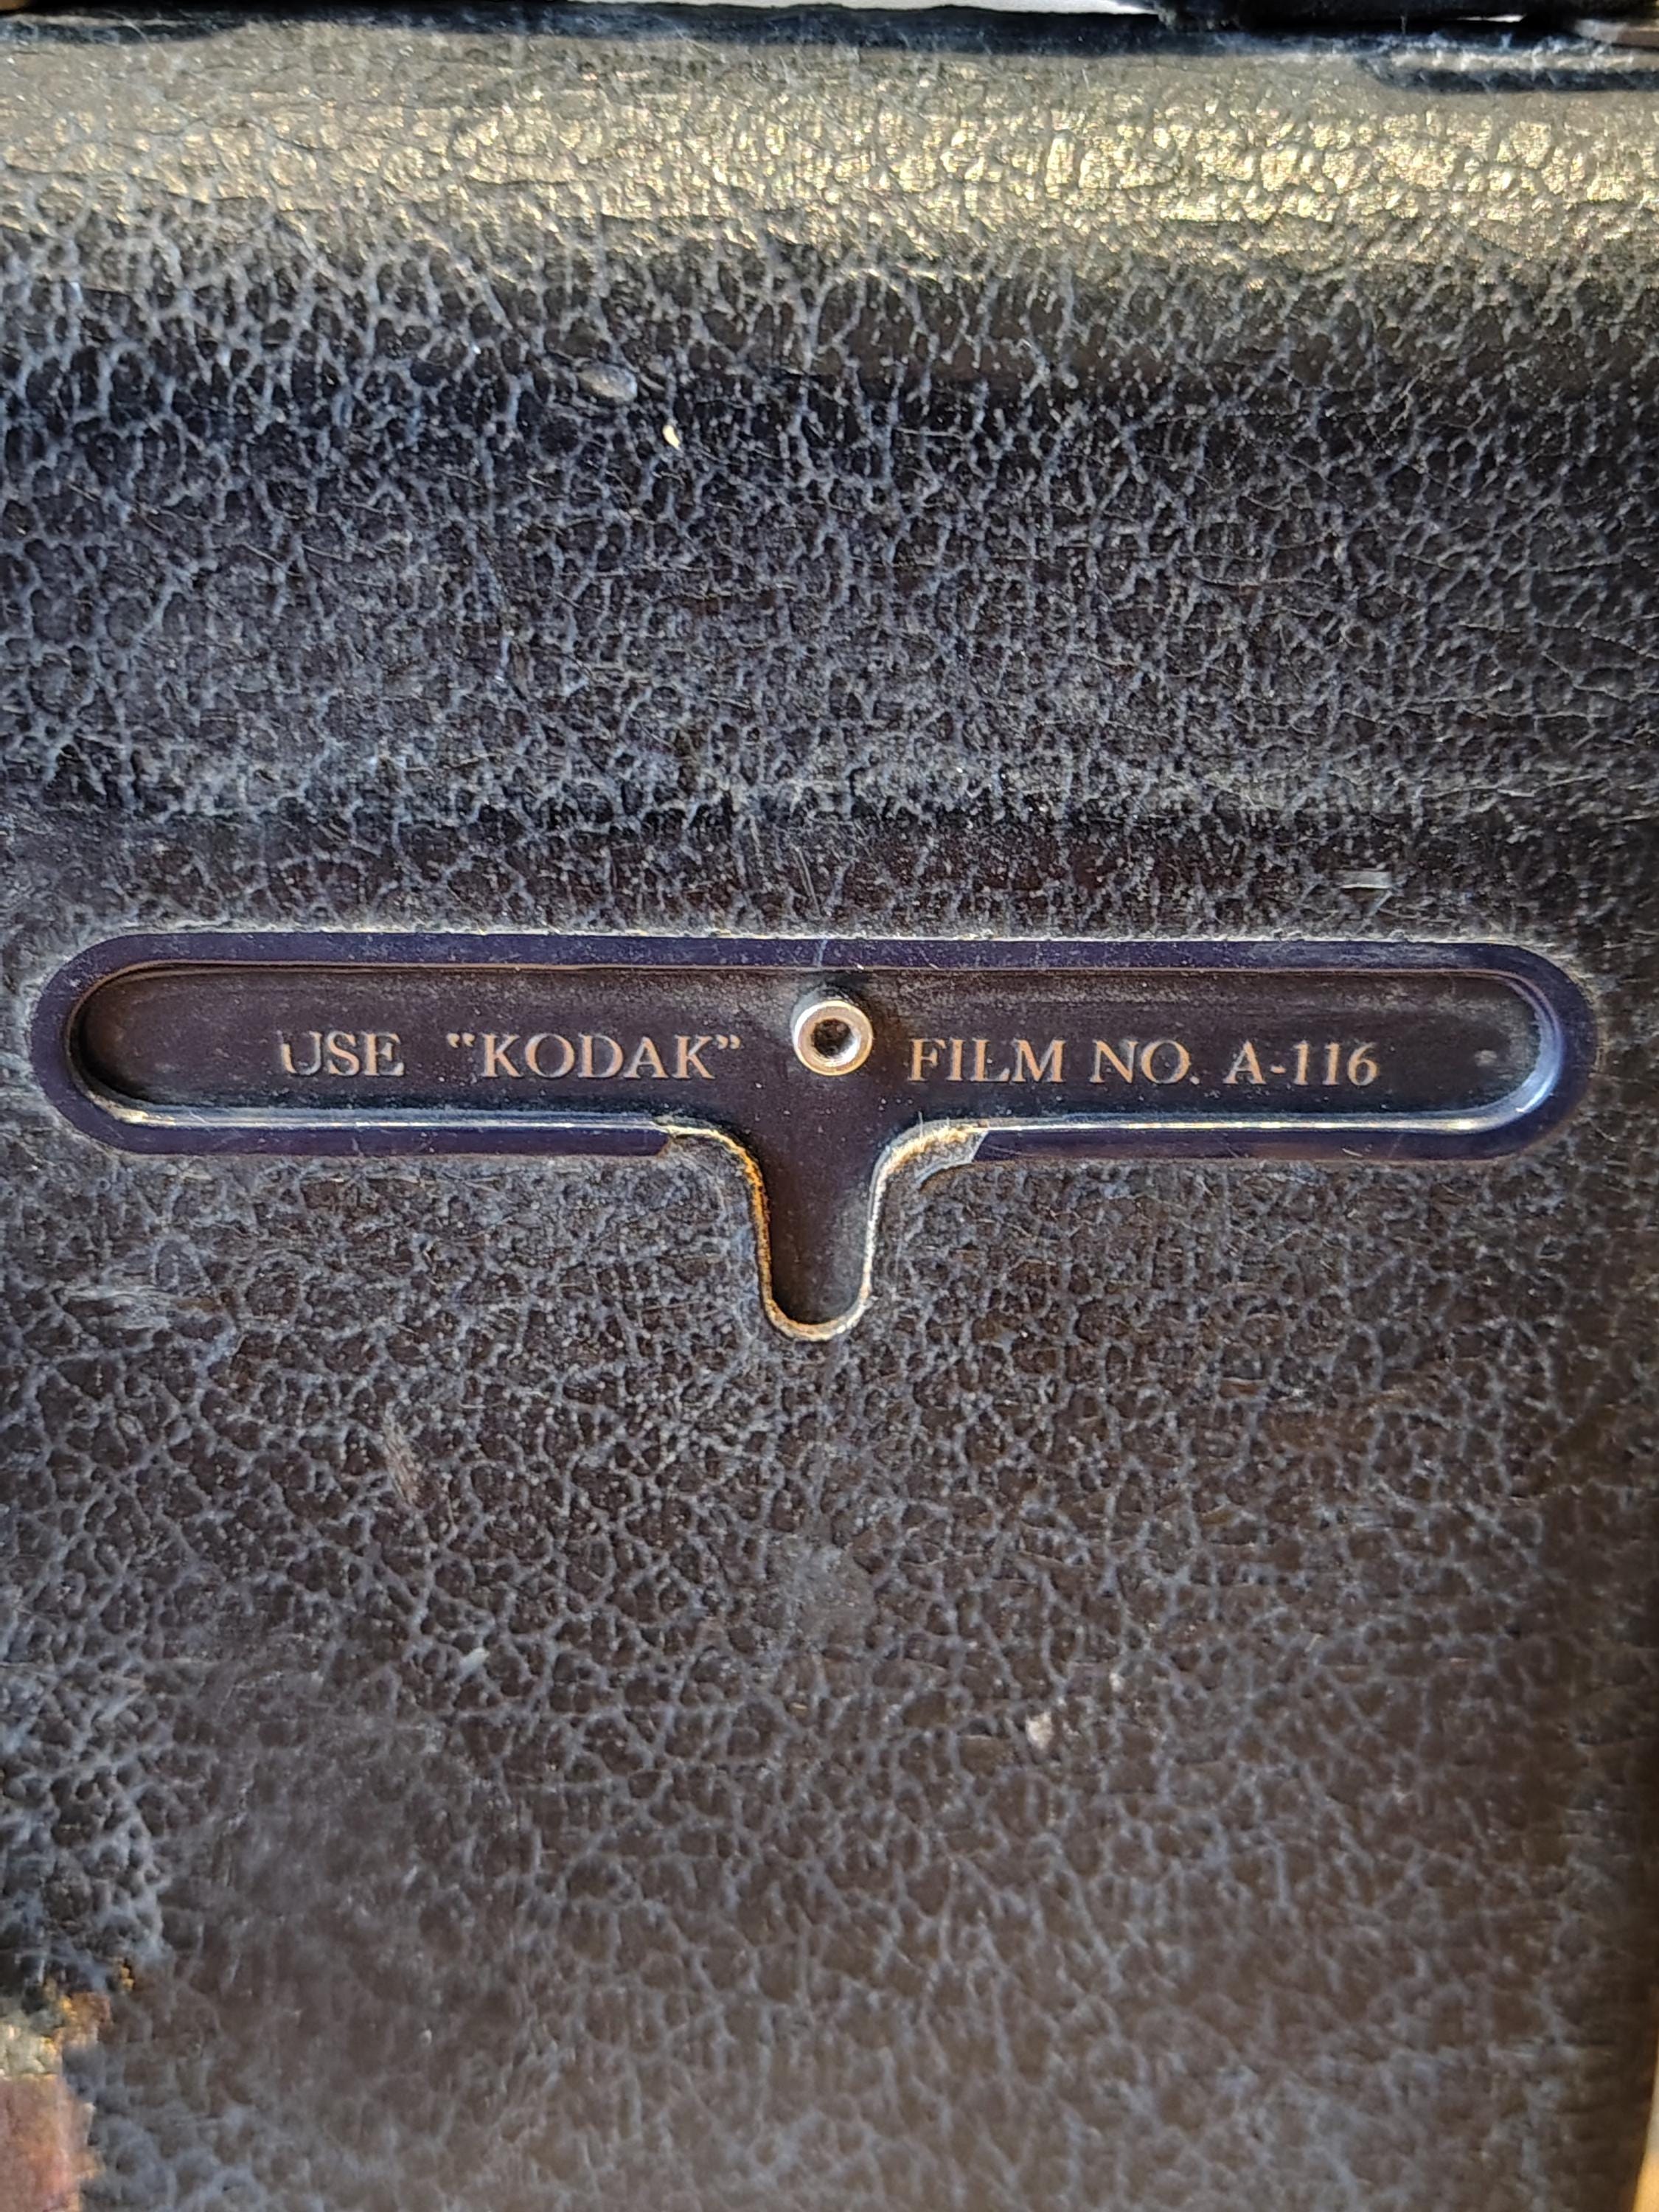 USE “KODAK” FILM NO. A-116